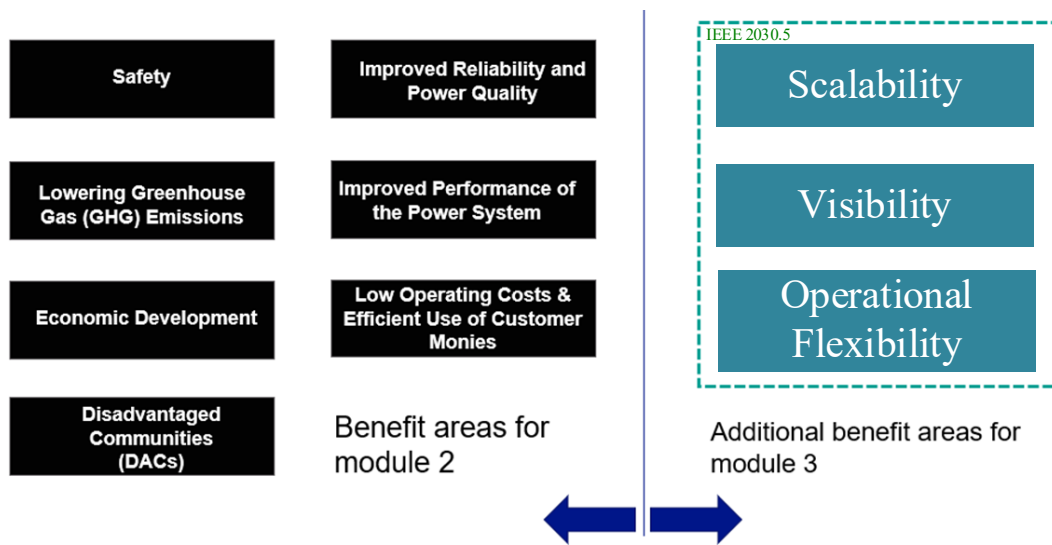 Safety
Improved Reliability and
Power Quality
Lowering Greenhouse
Gas (GHG) Emissions
Improved Performance of
the Power System
Economic Development
Low Operating Costs &
Efficient Use of Customer
Monies
Disadvantaged
Communities
(DACs)
Benefit areas for
module 2
IEEE 2030.5
Scalability
Visibility
Operational
Flexibility
Additional benefit areas for
module 3